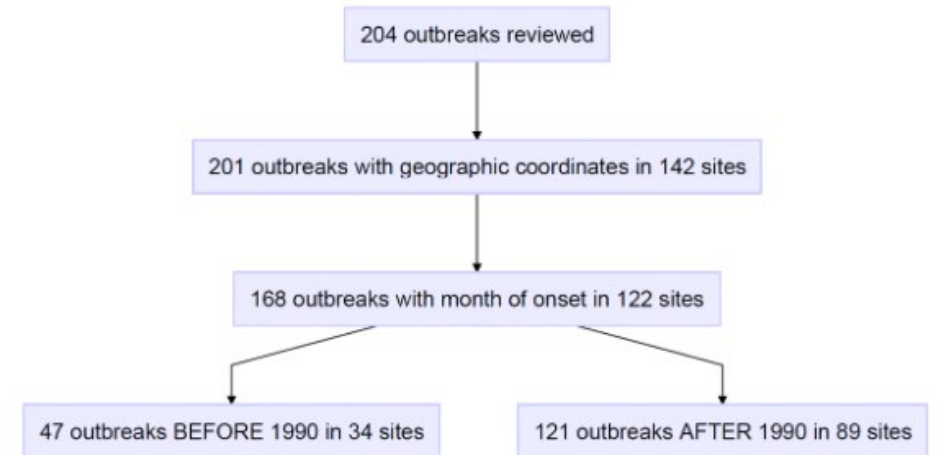 204 outbreaks reviewed
201 outbreaks with geographic coordinates in 142 sites
168 outbreaks with month of onset in 122 sites
47 outbreaks BEFORE 1990 in 34 sites
121 outbreaks AFTER 1990 in 89 sites